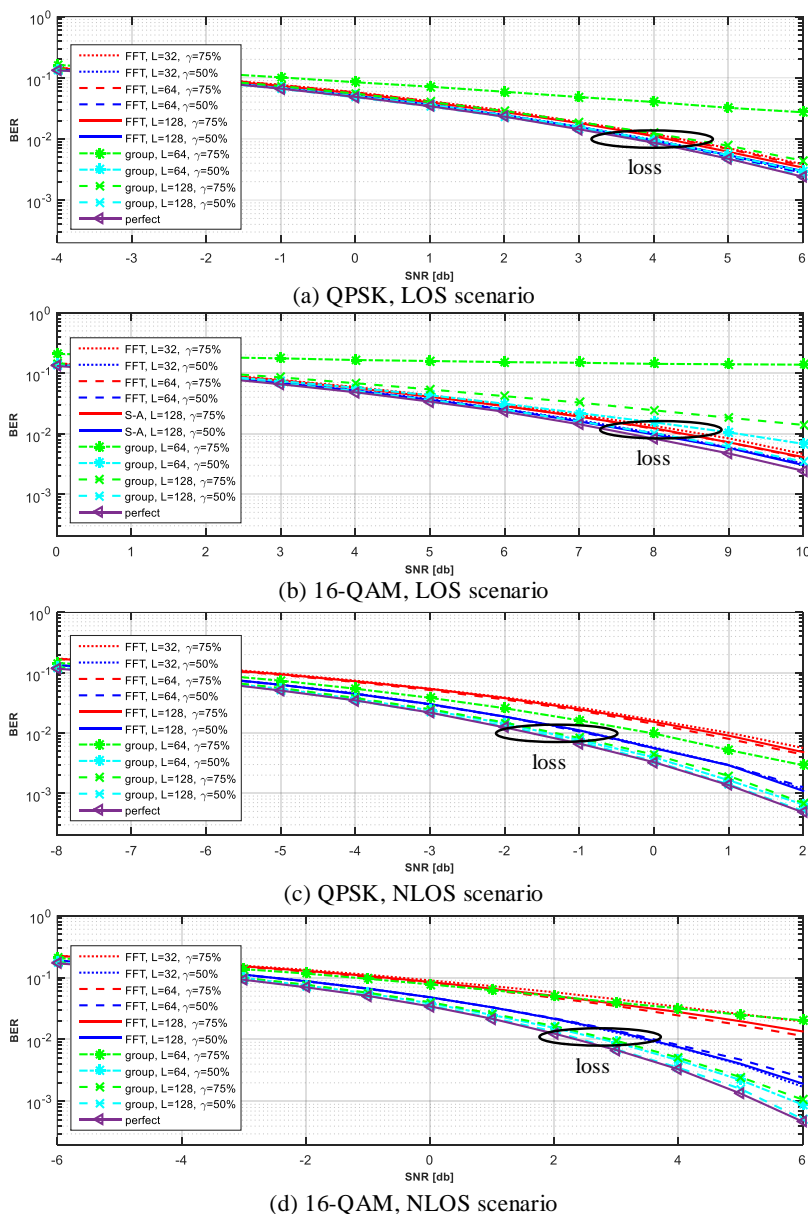 10^0
10^-1
10^-2
10^-3
BER
FFT, L=32, γ=75%
FFT, L=32, γ=50%
FFT, L=64, γ=75%
FFT, L=64, γ=50%
FFT, L=128, γ=75%
FFT, L=128, γ=50%
group, L=64, γ=75%
group, L=64, γ=50%
group, L=128, γ=75%
group, L=128, γ=50%
perfect
loss
-4 -3 -2 -1 0 1 2 3 4 5 6
SNR [db]
(a) QPSK, LOS scenario
10^0
10^-1
10^-2
10^-3
BER
FFT, L=32, γ=75%
FFT, L=32, γ=50%
FFT, L=64, γ=75%
FFT, L=64, γ=50%
S-A, L=128, γ=75%
S-A, L=128, γ=50%
group, L=64, γ=75%
group, L=64, γ=50%
group, L=128, γ=75%
group, L=128, γ=50%
perfect
loss
0 1 2 3 4 5 6 7 8 9 10
SNR [db]
(b) 16-QAM, LOS scenario
10^0
10^-1
10^-2
10^-3
BER
FFT, L=32, γ=75%
FFT, L=32, γ=50%
FFT, L=64, γ=75%
FFT, L=64, γ=50%
FFT, L=128, γ=75%
FFT, L=128, γ=50%
group, L=64, γ=75%
group, L=64, γ=50%
group, L=128, γ=75%
group, L=128, γ=50%
perfect
loss
-8 -7 -6 -5 -4 -3 -2 -1 0 1 2
SNR [db]
(c) QPSK, NLOS scenario
10^0
10^-1
10^-2
10^-3
BER
FFT, L=32, γ=75%
FFT, L=32, γ=50%
FFT, L=64, γ=75%
FFT, L=64, γ=50%
FFT, L=128, γ=75%
FFT, L=128, γ=50%
group, L=64, γ=75%
group, L=64, γ=50%
group, L=128, γ=75%
group, L=128, γ=50%
perfect
loss
-6 -4 -2 0 2 4 6
SNR [db]
(d) 16-QAM, NLOS scenario